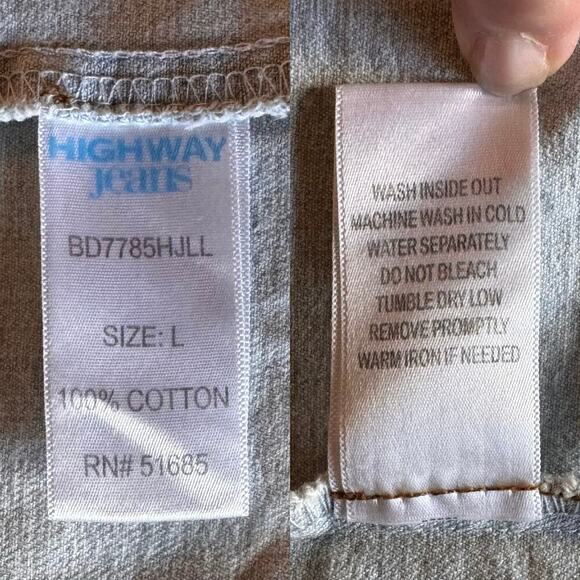 HIGHWAY
jeans
BD7785HJLL
SIZE: L
100% COTTON
RN# 51685
WASH INSIDE OUT
MACHINE WASH IN COLD
WATER SEPARATELY
DO NOT BLEACH
TUMBLE DRY LOW
REMOVE PROMPTLY
WARM IRON IF NEEDED